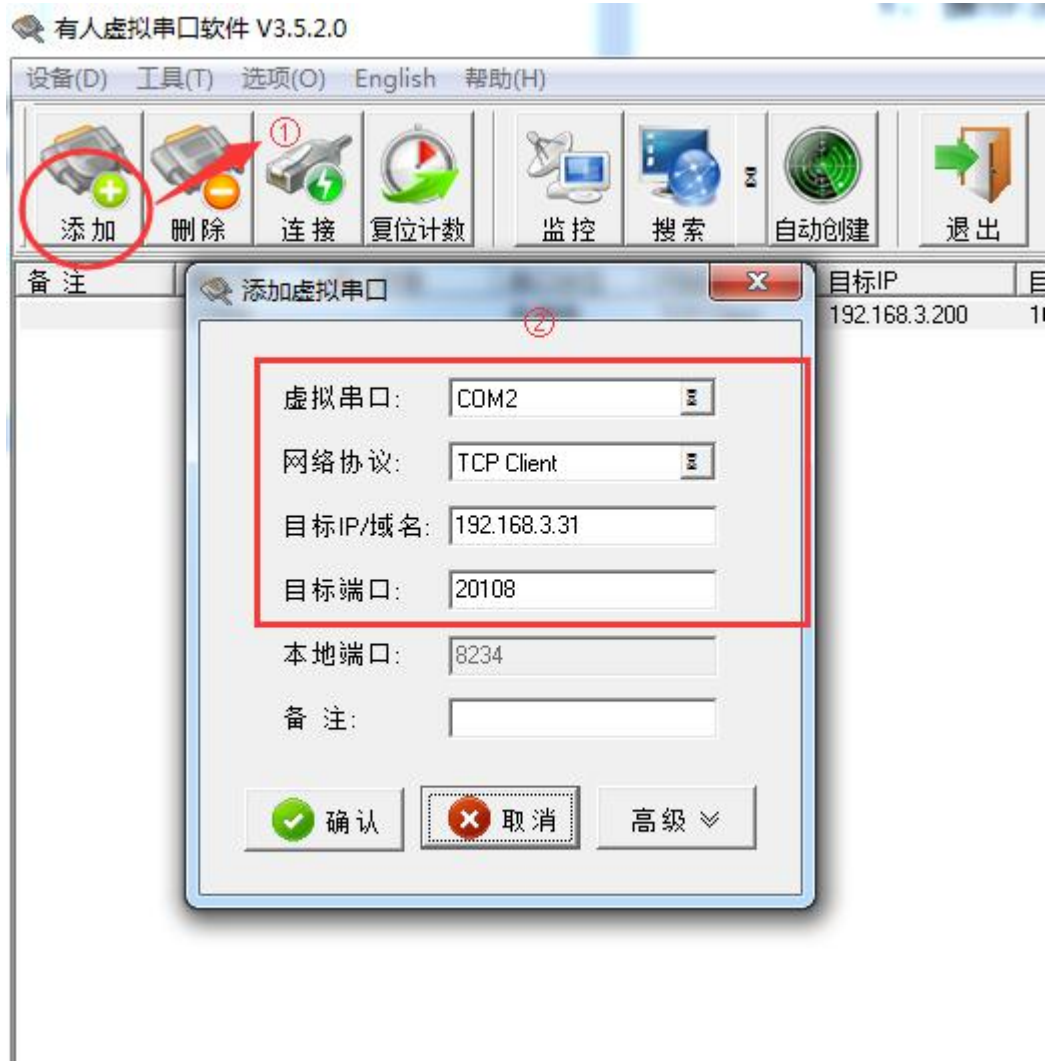 有人虚拟串口软件 V3.5.2.0
设备(D) 工具(T) 选项(O) English 帮助(H)
①
添加 删除 连接 复位计数 监控 搜索 自动创建 退出
备 注 目标IP 目
添加虚拟串口
192.168.3.200
②
虚拟串口: COM2
网络协议: TCP Client
目标IP/域名: 192.168.3.31
目标端口: 20108
本地端口: 8234
备 注:
确认 取消 高级